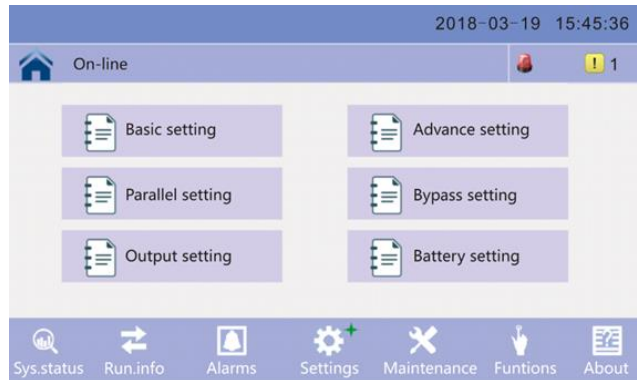 2018-03-19 15:45:36
On-line ! 1
Basic setting Advance setting
Parallel setting Bypass setting
Output setting Battery setting
Sys.status Run.info Alarms Settings Maintenance Funtions About